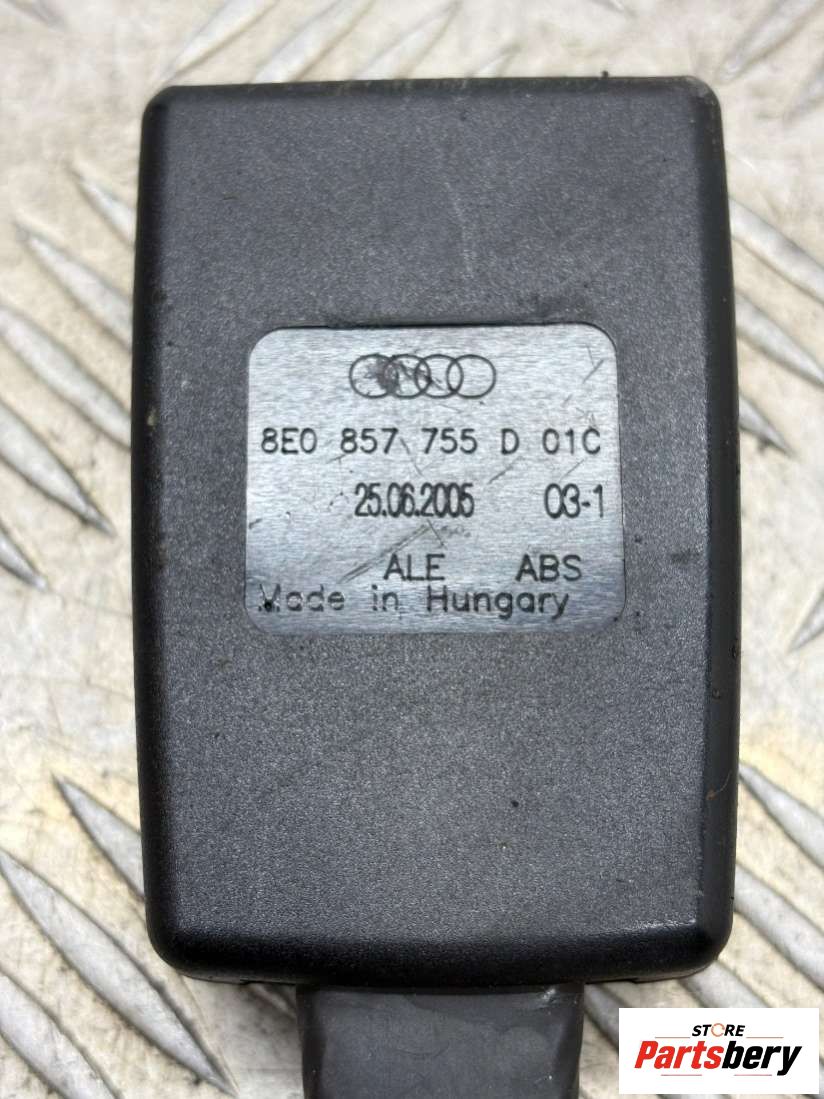 8E0 857 755 D 01C
25.06.2005 03-1
ALE ABS
Made in Hungary
STORE
Partsbery